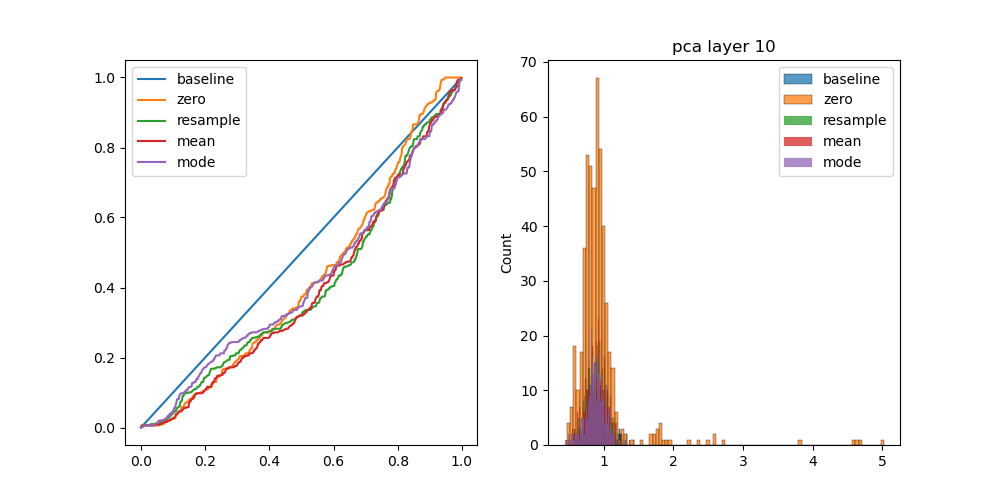 pca layer 10
baseline
zero
resample
mean
mode
1.0
0.8
0.6
0.4
0.2
0.0
0.0 0.2 0.4 0.6 0.8 1.0
baseline
zero
resample
mean
mode
Count
70
60
50
40
30
20
10
0
1 2 3 4 5